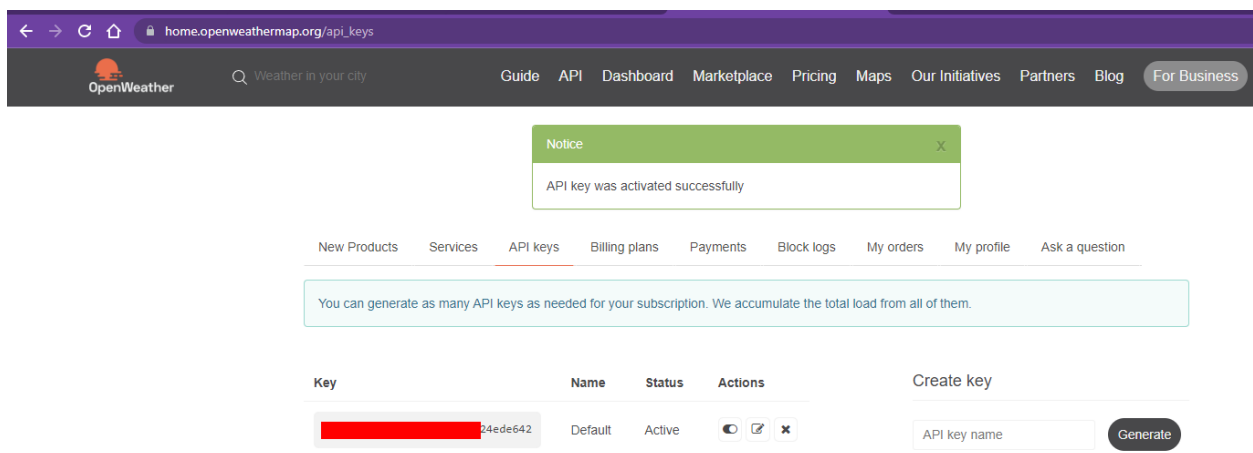 home.openweathermap.org/api_keys
OpenWeather
Weather in your city
Guide API Dashboard Marketplace Pricing Maps Our Initiatives Partners Blog For Business
Notice x
API key was activated successfully
New Products Services API keys Billing plans Payments Block logs My orders My profile Ask a question
You can generate as many API keys as needed for your subscription. We accumulate the total load from all of them.
Key Name Status Actions Create key
24ede642 Default Active API key name Generate